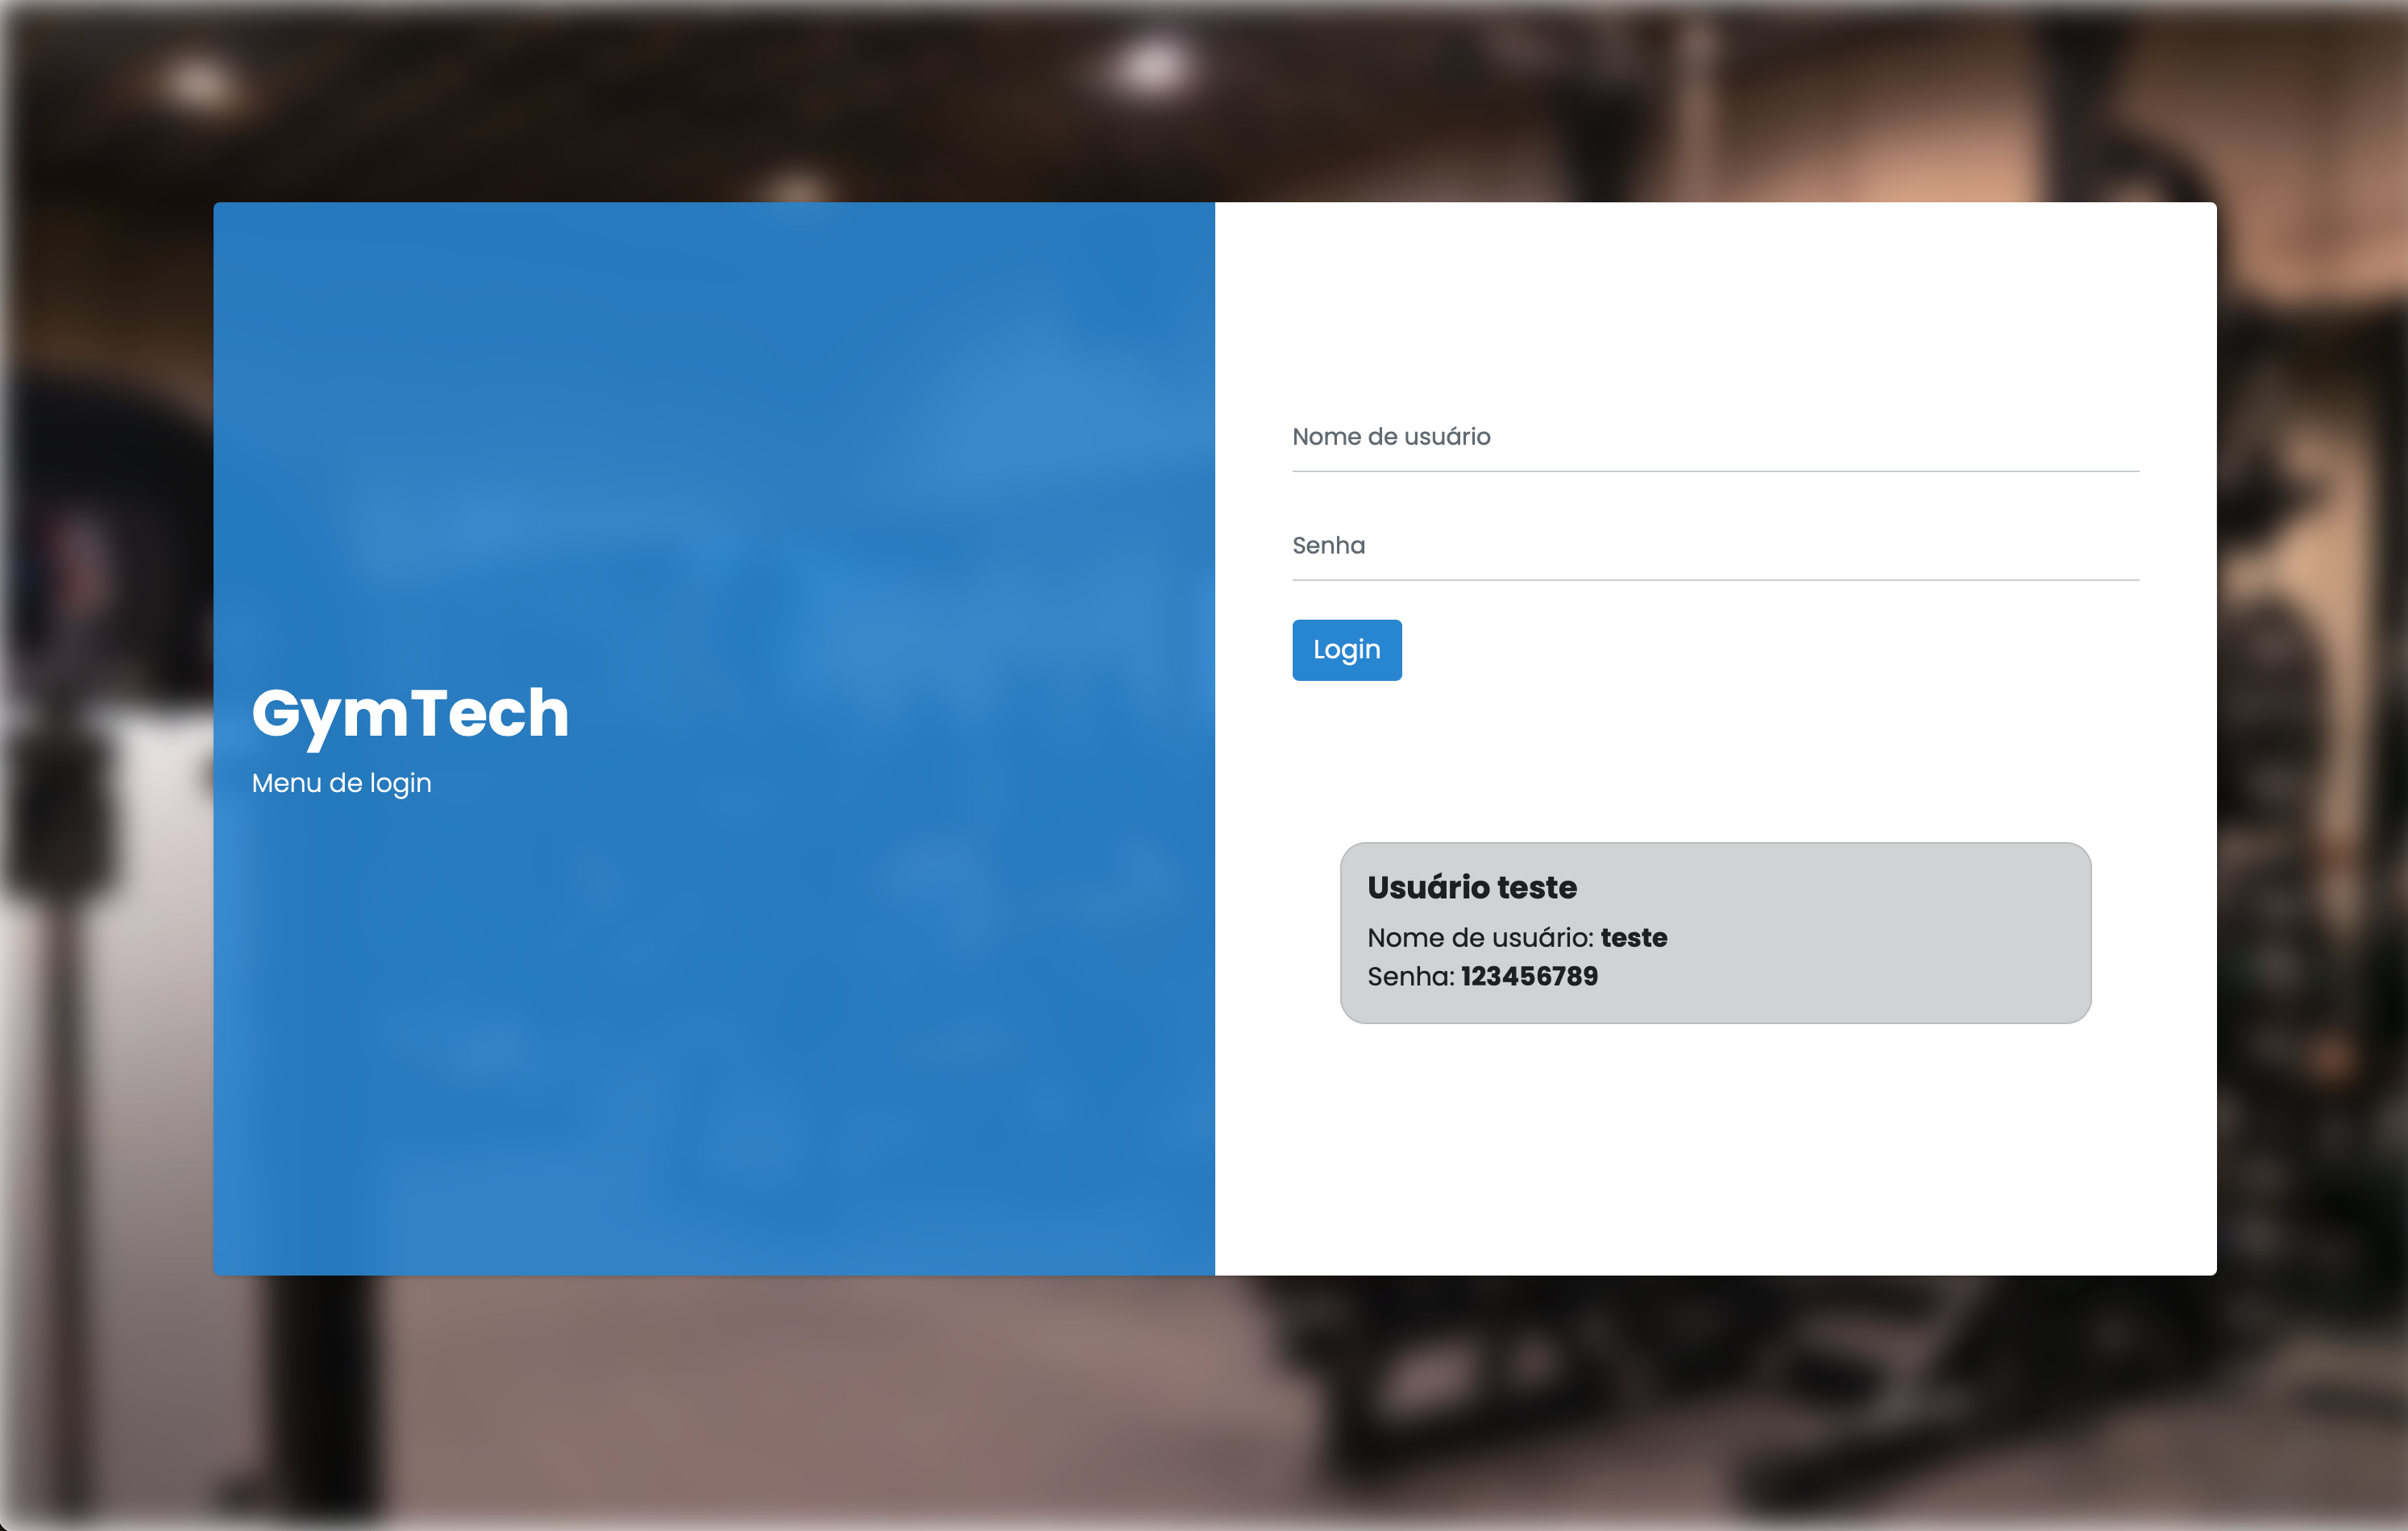 GymTech
Menu de login
Nome de usuário
Senha
Login
Usuário teste
Nome de usuário: teste
Senha: 123456789